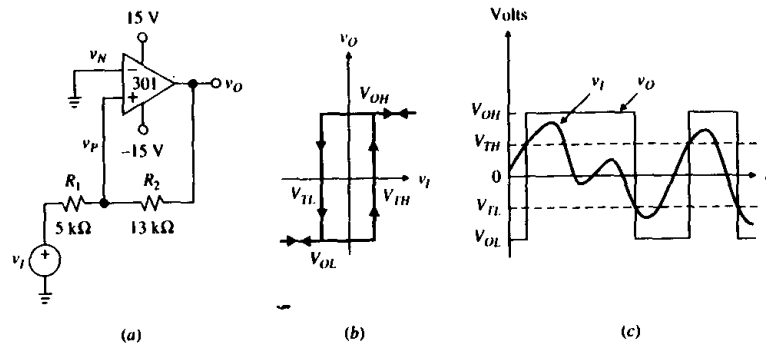 15 V
v_N
301
v_O
v_P
−15 V
R_1
R_2
5 kΩ
13 kΩ
v_I
(a)
v_O
V_OH
v_I
V_TL
V_TH
V_OL
(b)
Volts
v_I
v_O
V_OH
V_TH
0
V_TL
V_OL
(c)